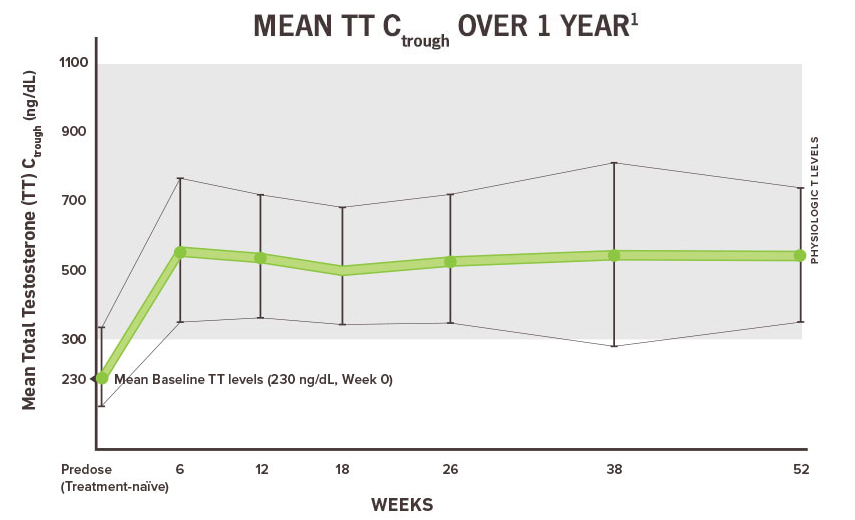 MEAN TT Ctrough OVER 1 YEAR1
Mean Total Testosterone (TT) Ctrough (ng/dL)
1100
900
700
500
300
230
Mean Baseline TT levels (230 ng/dL, Week 0)
PHYSIOLOGIC T LEVELS
Predose 6 12 18 26 38 52
(Treatment-naïve)
WEEKS